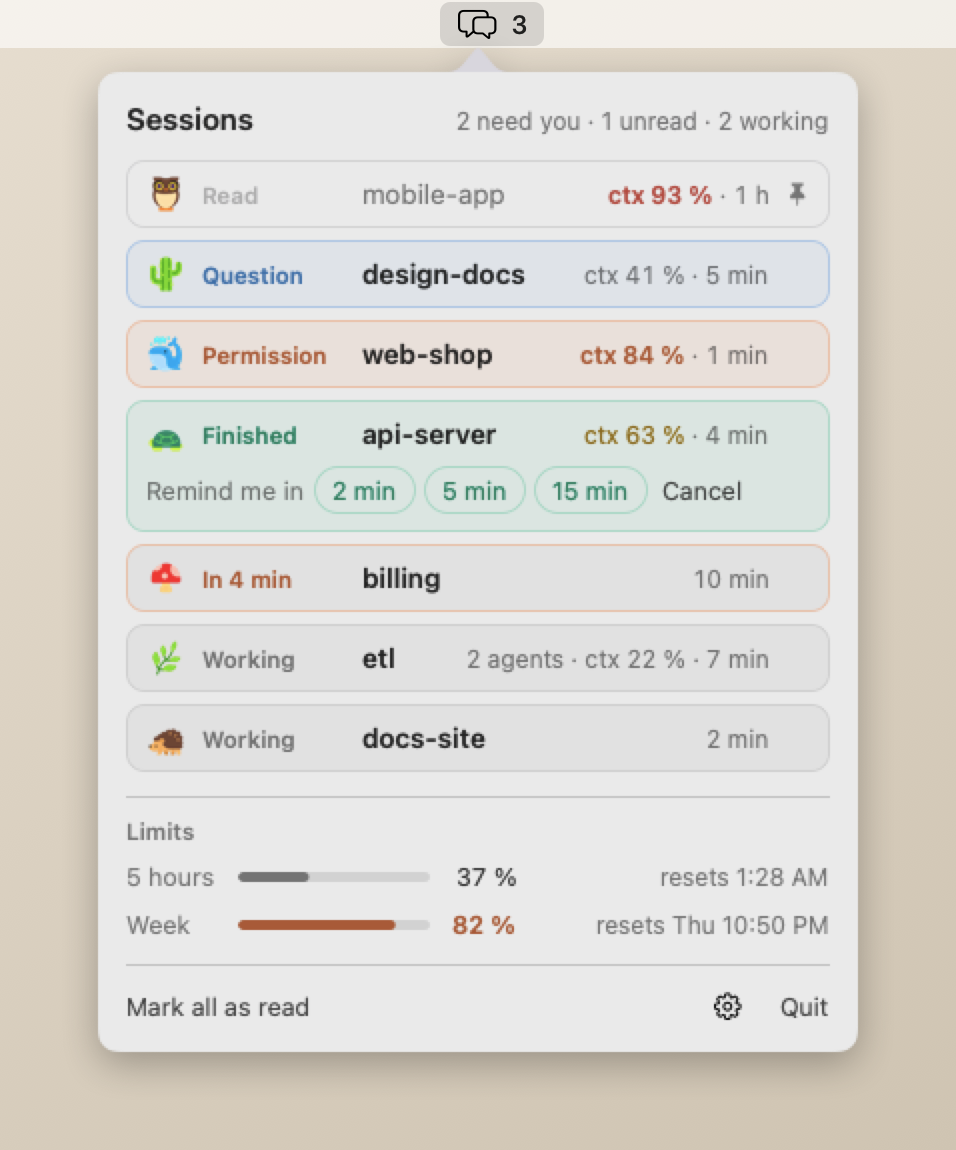 3
Sessions 2 need you · 1 unread · 2 working
Read mobile-app ctx 93 % · 1 h
Question design-docs ctx 41 % · 5 min
Permission web-shop ctx 84 % · 1 min
Finished api-server ctx 63 % · 4 min
Remind me in 2 min 5 min 15 min Cancel
In 4 min billing 10 min
Working etl 2 agents · ctx 22 % · 7 min
Working docs-site 2 min
Limits
5 hours 37 % resets 1:28 AM
Week 82 % resets Thu 10:50 PM
Mark all as read Quit